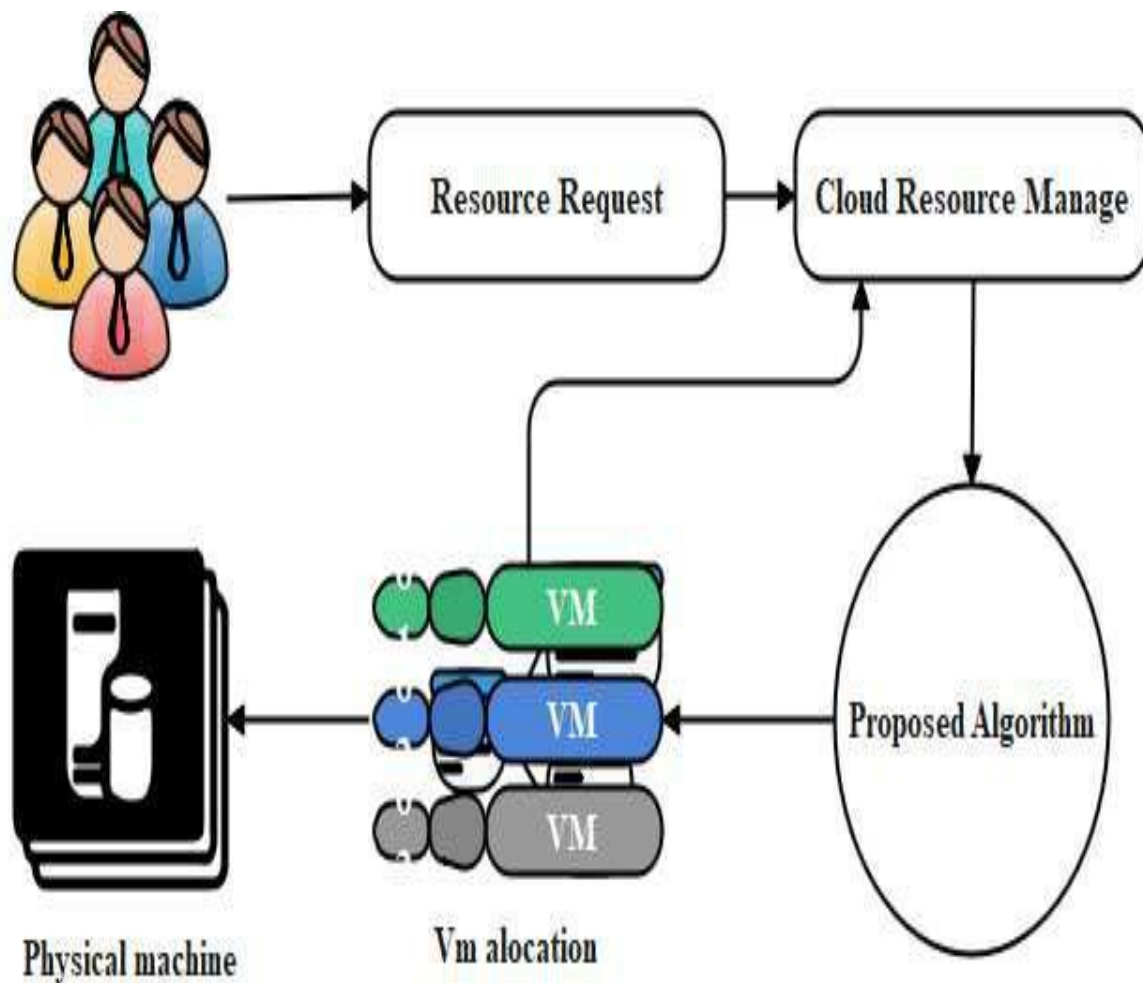 Resource Request
Cloud Resource Manage
VM
VM
VM
Proposed Algorithm
Physical machine
Vm alocation